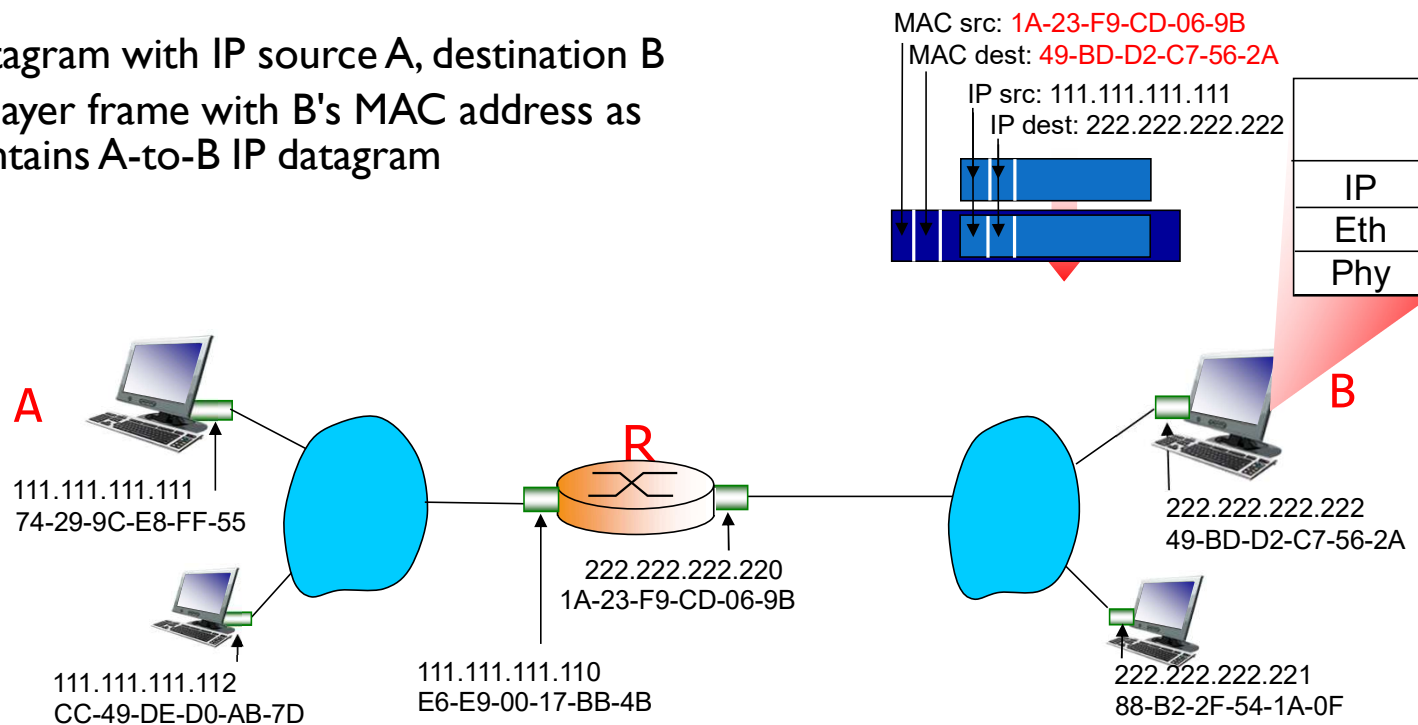 tagram with IP source A, destination B
ayer frame with B's MAC address as
ntains A-to-B IP datagram
MAC src: 1A-23-F9-CD-06-9B
MAC dest: 49-BD-D2-C7-56-2A
IP src: 111.111.111.111
IP dest: 222.222.222.222
IP
Eth
Phy
A
R
B
111.111.111.111
74-29-9C-E8-FF-55
222.222.222.222
49-BD-D2-C7-56-2A
222.222.222.220
1A-23-F9-CD-06-9B
111.111.111.112
CC-49-DE-D0-AB-7D
111.111.111.110
E6-E9-00-17-BB-4B
222.222.222.221
88-B2-2F-54-1A-0F